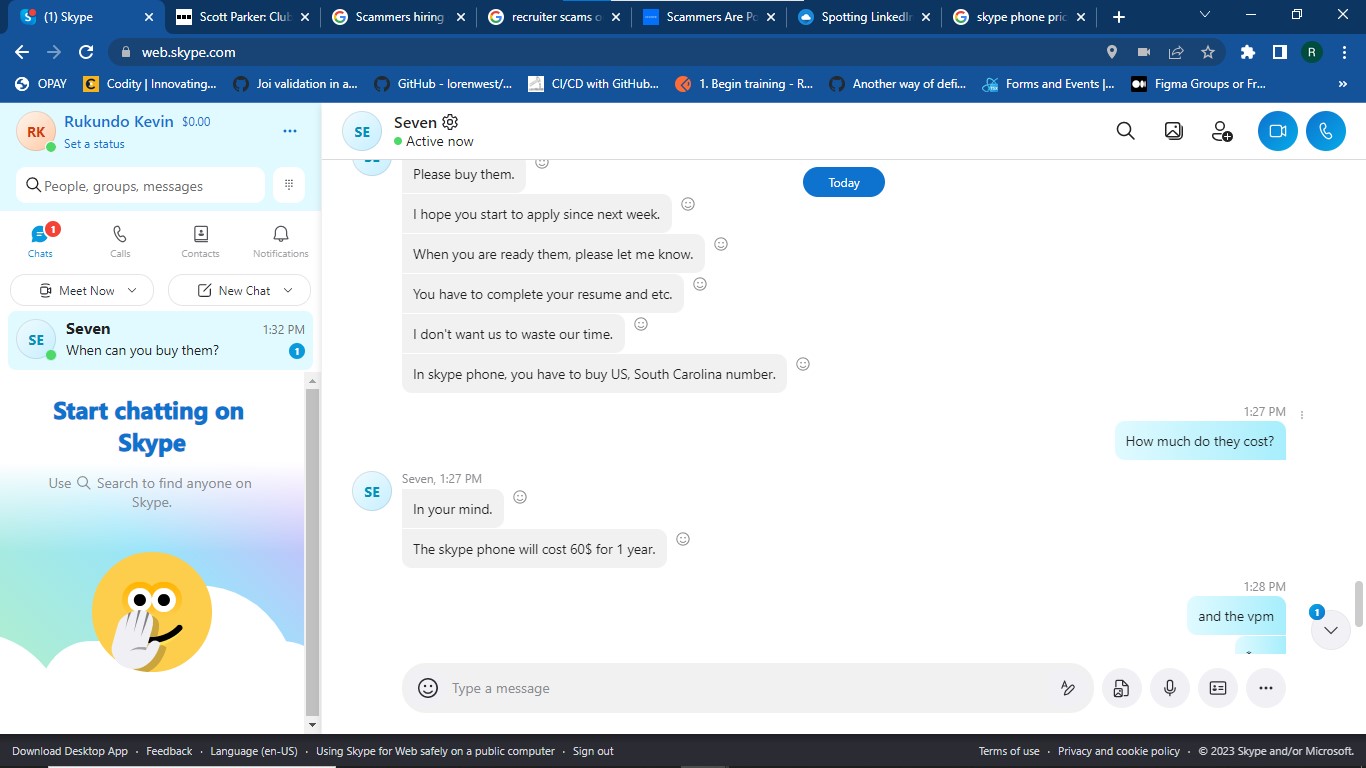 (1) Skype
Scott Parker: Club
Scammers hiring
recruiter scams o
Scammers Are Po
Spotting LinkedIn
skype phone pric
web.skype.com
R
OPAY
Codity | Innovating...
Joi validation in a...
GitHub - lorenwest/...
CI/CD with GitHub...
1. Begin training - R...
Another way of defi...
Forms and Events |...
Figma Groups or Fr...
»
RK
Rukundo Kevin $0.00
Set a status
People, groups, messages
1
Chats
Calls
Contacts
Notifications
Meet Now
New Chat
SE
Seven
1:32 PM
When can you buy them?
1
Start chatting on
Skype
Use Search to find anyone on
Skype.
SE
Seven
Active now
Today
SE
Please buy them.
I hope you start to apply since next week.
When you are ready them, please let me know.
You have to complete your resume and etc.
I don't want us to waste our time.
In skype phone, you have to buy US, South Carolina number.
1:27 PM
How much do they cost?
SE
Seven, 1:27 PM
In your mind.
The skype phone will cost 60$ for 1 year.
1:28 PM
and the vpm
1
Type a message
Download Desktop App · Feedback · Language (en-US) · Using Skype for Web safely on a public computer · Sign out
Terms of use · Privacy and cookie policy · © 2023 Skype and/or Microsoft.